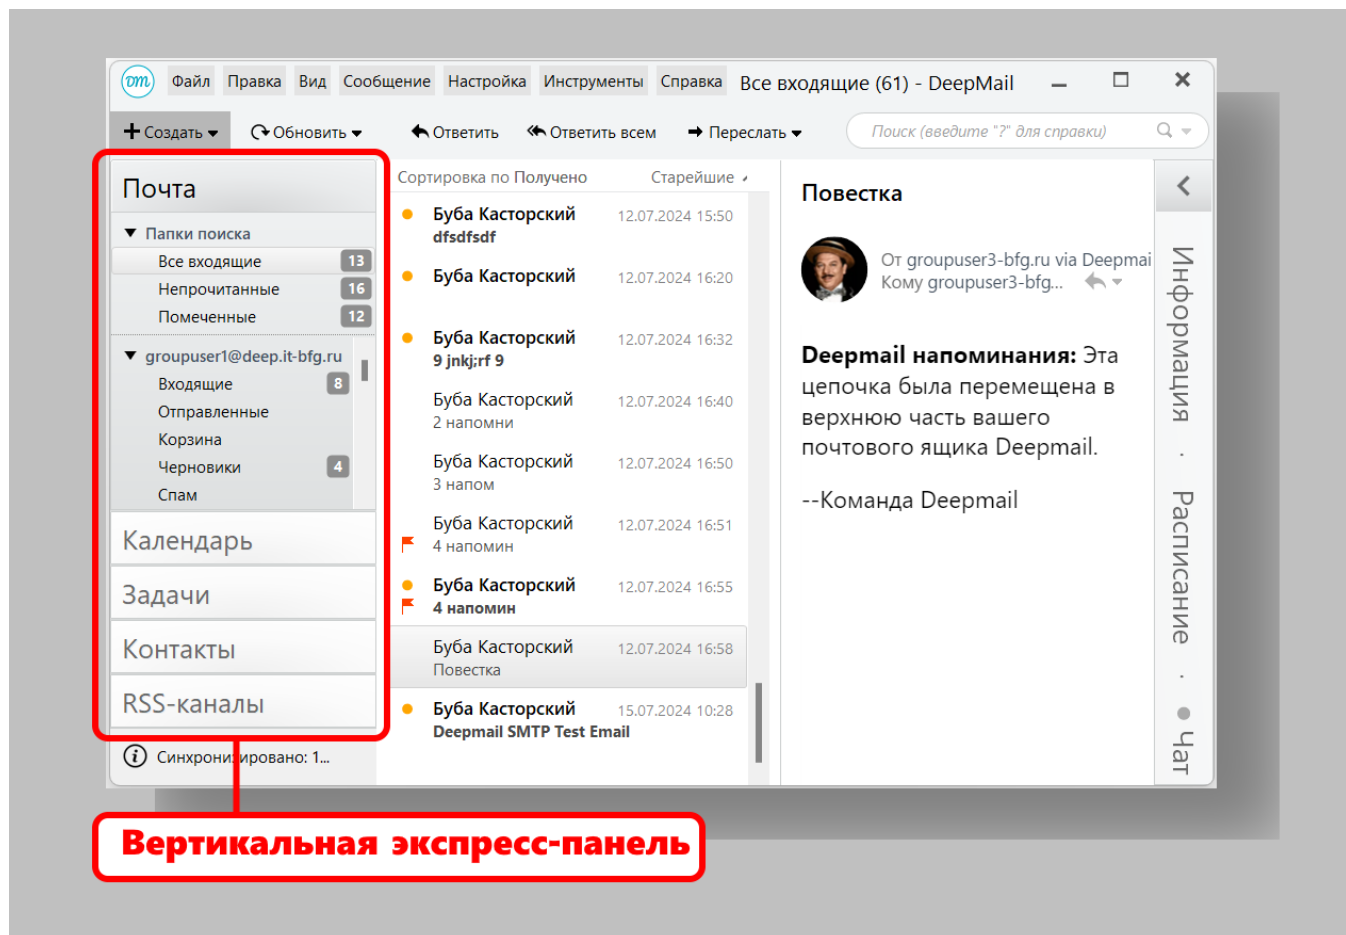 DM Файл Правка Вид Сообщение Настройка Инструменты Справка Все входящие (61) - DeepMail
Создать Обновить Ответить Ответить всем Переслать Поиск (введите "?" для справки)
Почта
Папки поиска
Все входящие 13
Непрочитанные 16
Помеченные 12
groupuser1@deep.it-bfg.ru
Входящие 8
Отправленные
Корзина
Черновики 4
Спам
Календарь
Задачи
Контакты
RSS-каналы
Синхронизировано: 1...
Сортировка по Получено Старейшие
Буба Касторский 12.07.2024 15:50
dfsdfsdf
Буба Касторский 12.07.2024 16:20
Буба Касторский 12.07.2024 16:32
9 jnkj;rf 9
Буба Касторский 12.07.2024 16:40
2 напомни
Буба Касторский 12.07.2024 16:50
3 напом
Буба Касторский 12.07.2024 16:51
4 напомин
Буба Касторский 12.07.2024 16:55
4 напомин
Буба Касторский 12.07.2024 16:58
Повестка
Буба Касторский 15.07.2024 10:28
Deepmail SMTP Test Email
Повестка
От groupuser3-bfg.ru via Deepmai
Кому groupuser3-bfg...
Deepmail напоминания: Эта
цепочка была перемещена в
верхнюю часть вашего
почтового ящика Deepmail.
--Команда Deepmail
Информация
Расписание
Чат
Вертикальная экспресс-панель